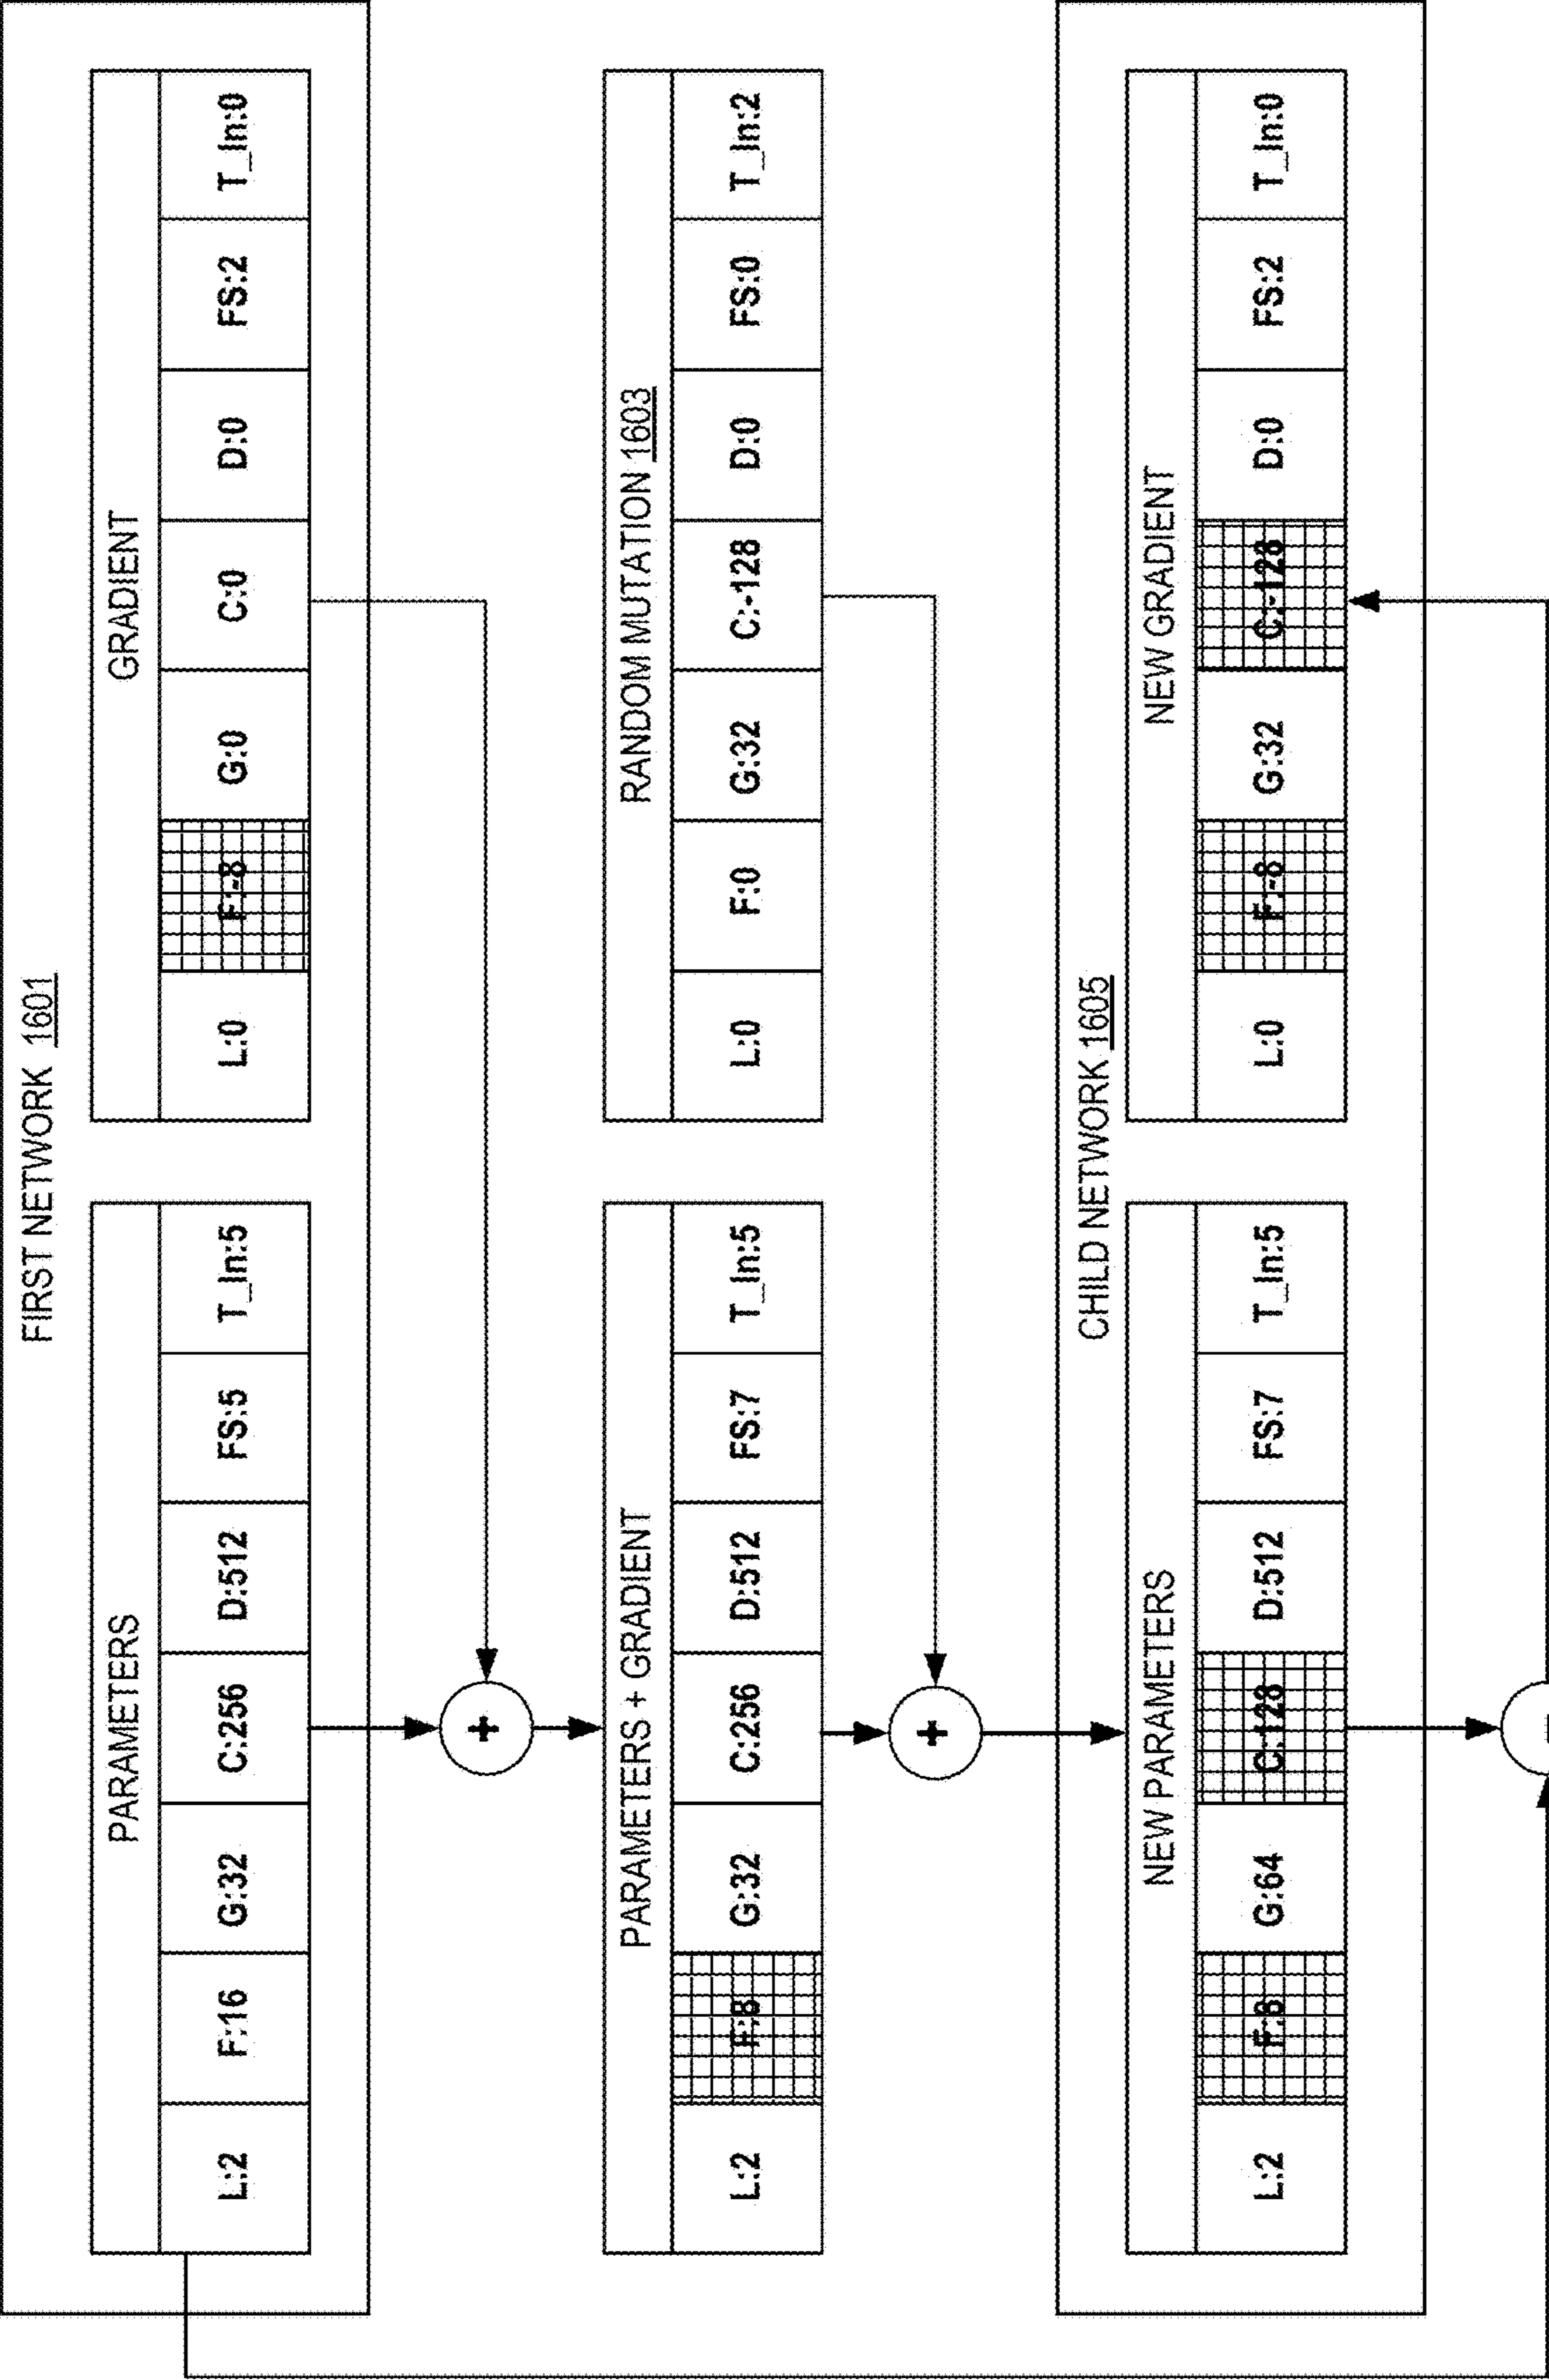 FIRST NETWORK 1601
PARAMETERS
L:2 F:16 G:32 C:256 D:512 FS:5 T_In:5
GRADIENT
L:0 F:-8 G:0 C:0 D:0 FS:2 T_In:0
+
PARAMETERS + GRADIENT
L:2 F:8 G:32 C:256 D:512 FS:7 T_In:5
RANDOM MUTATION 1603
L:0 F:0 G:32 C:-128 D:0 FS:0 T_In:2
+
CHILD NETWORK 1605
NEW PARAMETERS
L:2 F:8 G:64 C:128 D:512 FS:7 T_In:5
NEW GRADIENT
L:0 F:-8 G:32 C:-128 D:0 FS:2 T_In:0